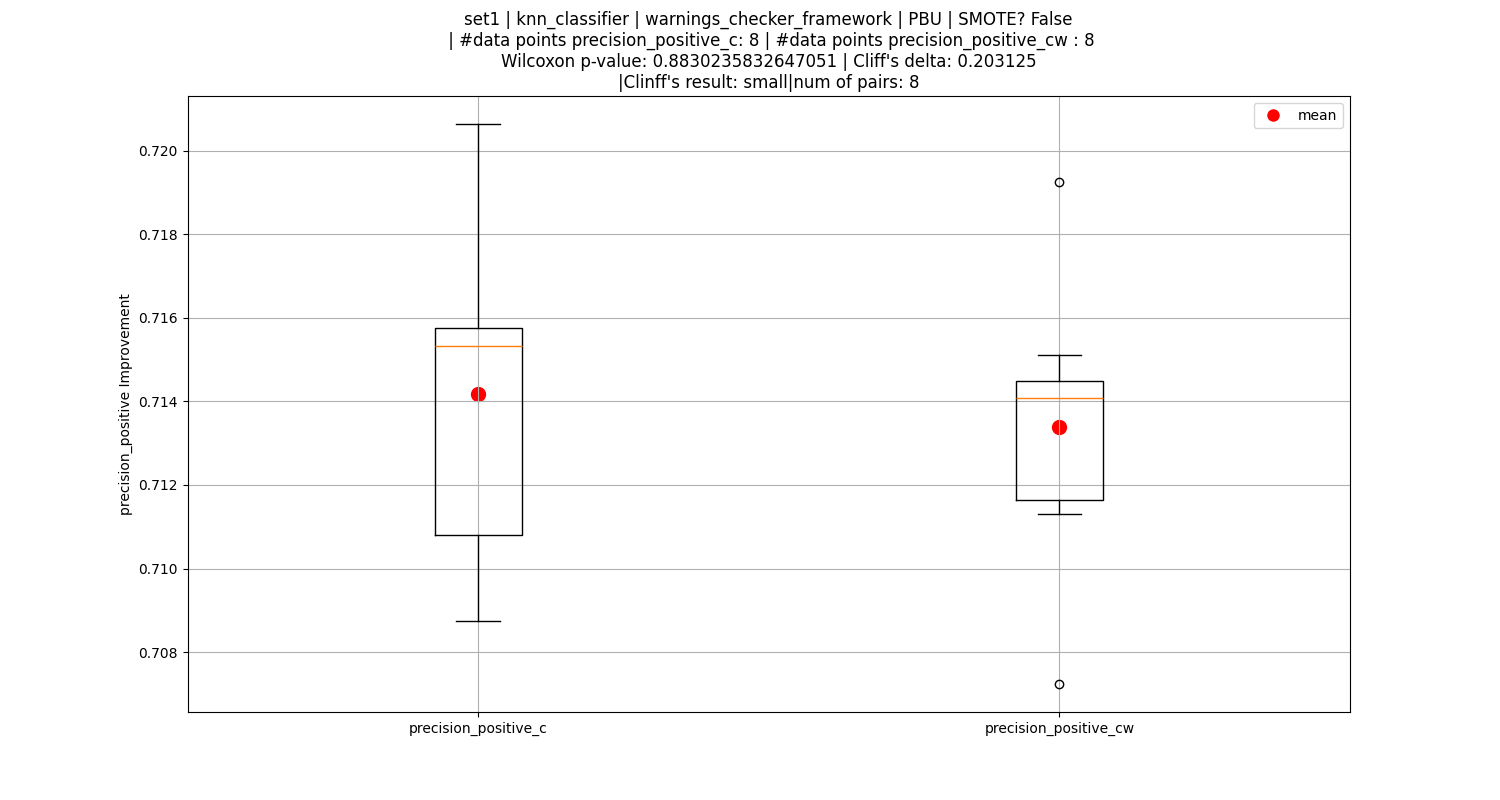 set1 | knn_classifier | warnings_checker_framework | PBU | SMOTE? False
| #data points precision_positive_c: 8 | #data points precision_positive_cw : 8
Wilcoxon p-value: 0.8830235832647051 | Cliff's delta: 0.203125
|Clinff's result: small|num of pairs: 8
mean
0.720
0.718
0.716
0.714
0.712
0.710
0.708
precision_positive Improvement
precision_positive_c
precision_positive_cw